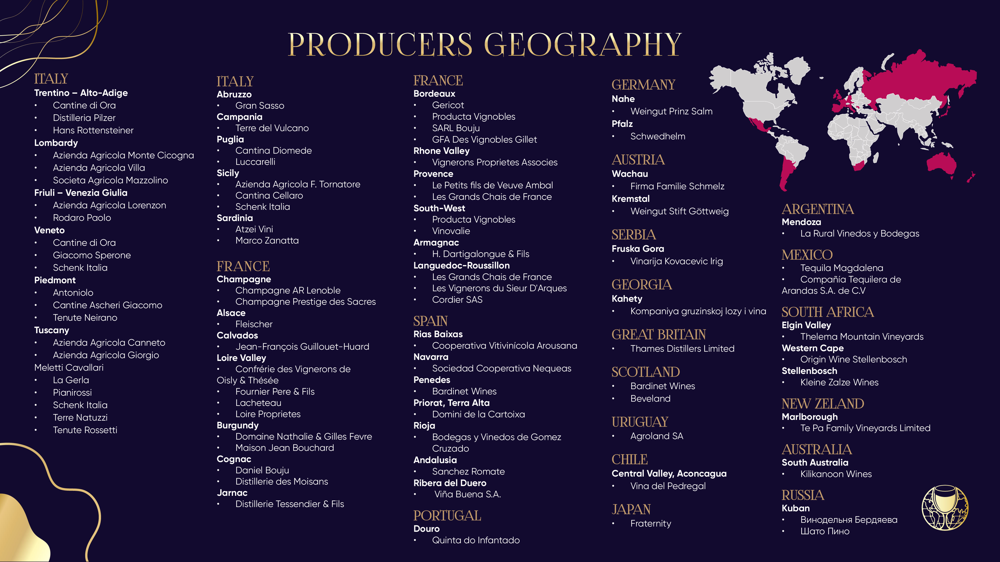 PRODUCERS GEOGRAPHY
ITALY
Trentino – Alto-Adige
• Cantine di Ora
• Distilleria Pilzer
• Hans Rottensteiner
Lombardy
• Azienda Agricola Monte Cicogna
• Azienda Agricola Villa
• Societa Agricola Mazzolino
Friuli – Venezia Giulia
• Azienda Agricola Lorenzon
• Rodaro Paolo
Veneto
• Cantine di Ora
• Giacomo Sperone
• Schenk Italia
Piedmont
• Antoniolo
• Cantine Ascheri Giacomo
• Tenute Neirano
Tuscany
• Azienda Agricola Canneto
• Azienda Agricola Giorgio
Meletti Cavallari
• La Gerla
• Pianirossi
• Schenk Italia
• Terre Natuzzi
• Tenute Rossetti
ITALY
Abruzzo
• Gran Sasso
Campania
• Terre del Vulcano
Puglia
• Cantina Diomede
• Luccarelli
Sicily
• Azienda Agricola F. Tornatore
• Cantina Cellaro
• Schenk Italia
Sardinia
• Atzei Vini
• Marco Zanatta
FRANCE
Champagne
• Champagne AR Lenoble
• Champagne Prestige des Sacres
Alsace
• Fleischer
Calvados
• Jean-François Guillouet-Huard
Loire Valley
• Confrérie des Vignerons de
Oisly & Thésée
• Fournier Pere & Fils
• Lacheteau
• Loire Proprietes
Burgundy
• Domaine Nathalie & Gilles Fevre
• Maison Jean Bouchard
Cognac
• Daniel Bouju
• Distillerie des Moisans
Jarnac
• Distillerie Tessendier & Fils
FRANCE
Bordeaux
• Gericot
• Producta Vignobles
• SARL Bouju
• GFA Des Vignobles Gillet
Rhone Valley
• Vignerons Proprietes Associes
Provence
• Le Petits fils de Veuve Ambal
• Les Grands Chais de France
South-West
• Producta Vignobles
• Vinovalie
Armagnac
• H. Dartigalongue & Fils
Languedoc-Roussillon
• Les Grands Chais de France
• Les Vignerons du Sieur D'Arques
• Cordier SAS
SPAIN
Rias Baixas
• Cooperativa Vitivinícola Arousana
Navarra
• Sociedad Cooperativa Nequeas
Penedes
• Bardinet Wines
Priorat, Terra Alta
• Domini de la Cartoixa
Rioja
• Bodegas y Vinedos de Gomez
Cruzado
Andalusia
• Sanchez Romate
Ribera del Duero
• Viña Buena S.A.
PORTUGAL
Douro
• Quinta do Infantado
GERMANY
Nahe
• Weingut Prinz Salm
Pfalz
• Schwedhelm
AUSTRIA
Wachau
• Firma Familie Schmelz
Kremstal
• Weingut Stift Göttweig
SERBIA
Fruska Gora
• Vinarija Kovacevic Irig
GEORGIA
Kahety
• Kompaniya gruzinskoj lozy i vina
GREAT BRITAIN
• Thames Distillers Limited
SCOTLAND
• Bardinet Wines
• Beveland
URUGUAY
• Agroland SA
CHILE
Central Valley, Aconcagua
• Vina del Pedregal
JAPAN
• Fraternity
ARGENTINA
Mendoza
• La Rural Vinedos y Bodegas
MEXICO
• Tequila Magdalena
• Compañía Tequilera de
Arandas S.A. de C.V
SOUTH AFRICA
Elgin Valley
• Thelema Mountain Vineyards
Western Cape
• Origin Wine Stellenbosch
Stellenbosch
• Kleine Zalze Wines
NEW ZELAND
Marlborough
• Te Pa Family Vineyards Limited
AUSTRALIA
South Australia
• Kilikanoon Wines
RUSSIA
Kuban
• Винодельня Бердяева
• Шато Пино